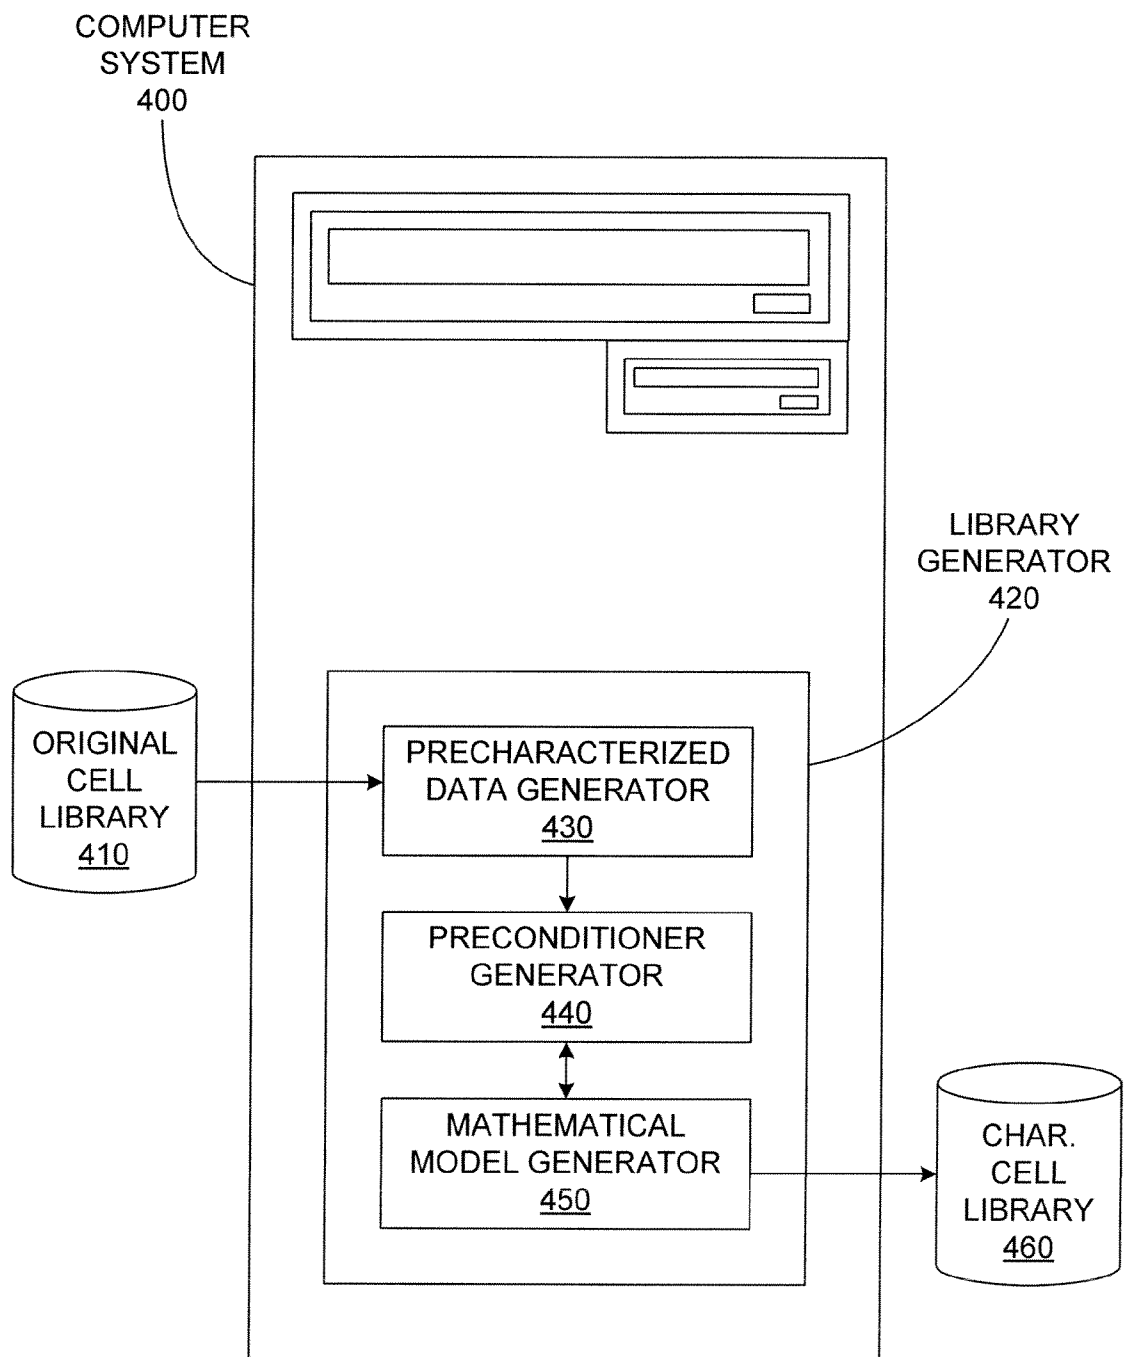 COMPUTER
SYSTEM
400
LIBRARY
GENERATOR
420
ORIGINAL
CELL
LIBRARY
410
PRECHARACTERIZED
DATA GENERATOR
430
PRECONDITIONER
GENERATOR
440
MATHEMATICAL
MODEL GENERATOR
450
CHAR.
CELL
LIBRARY
460